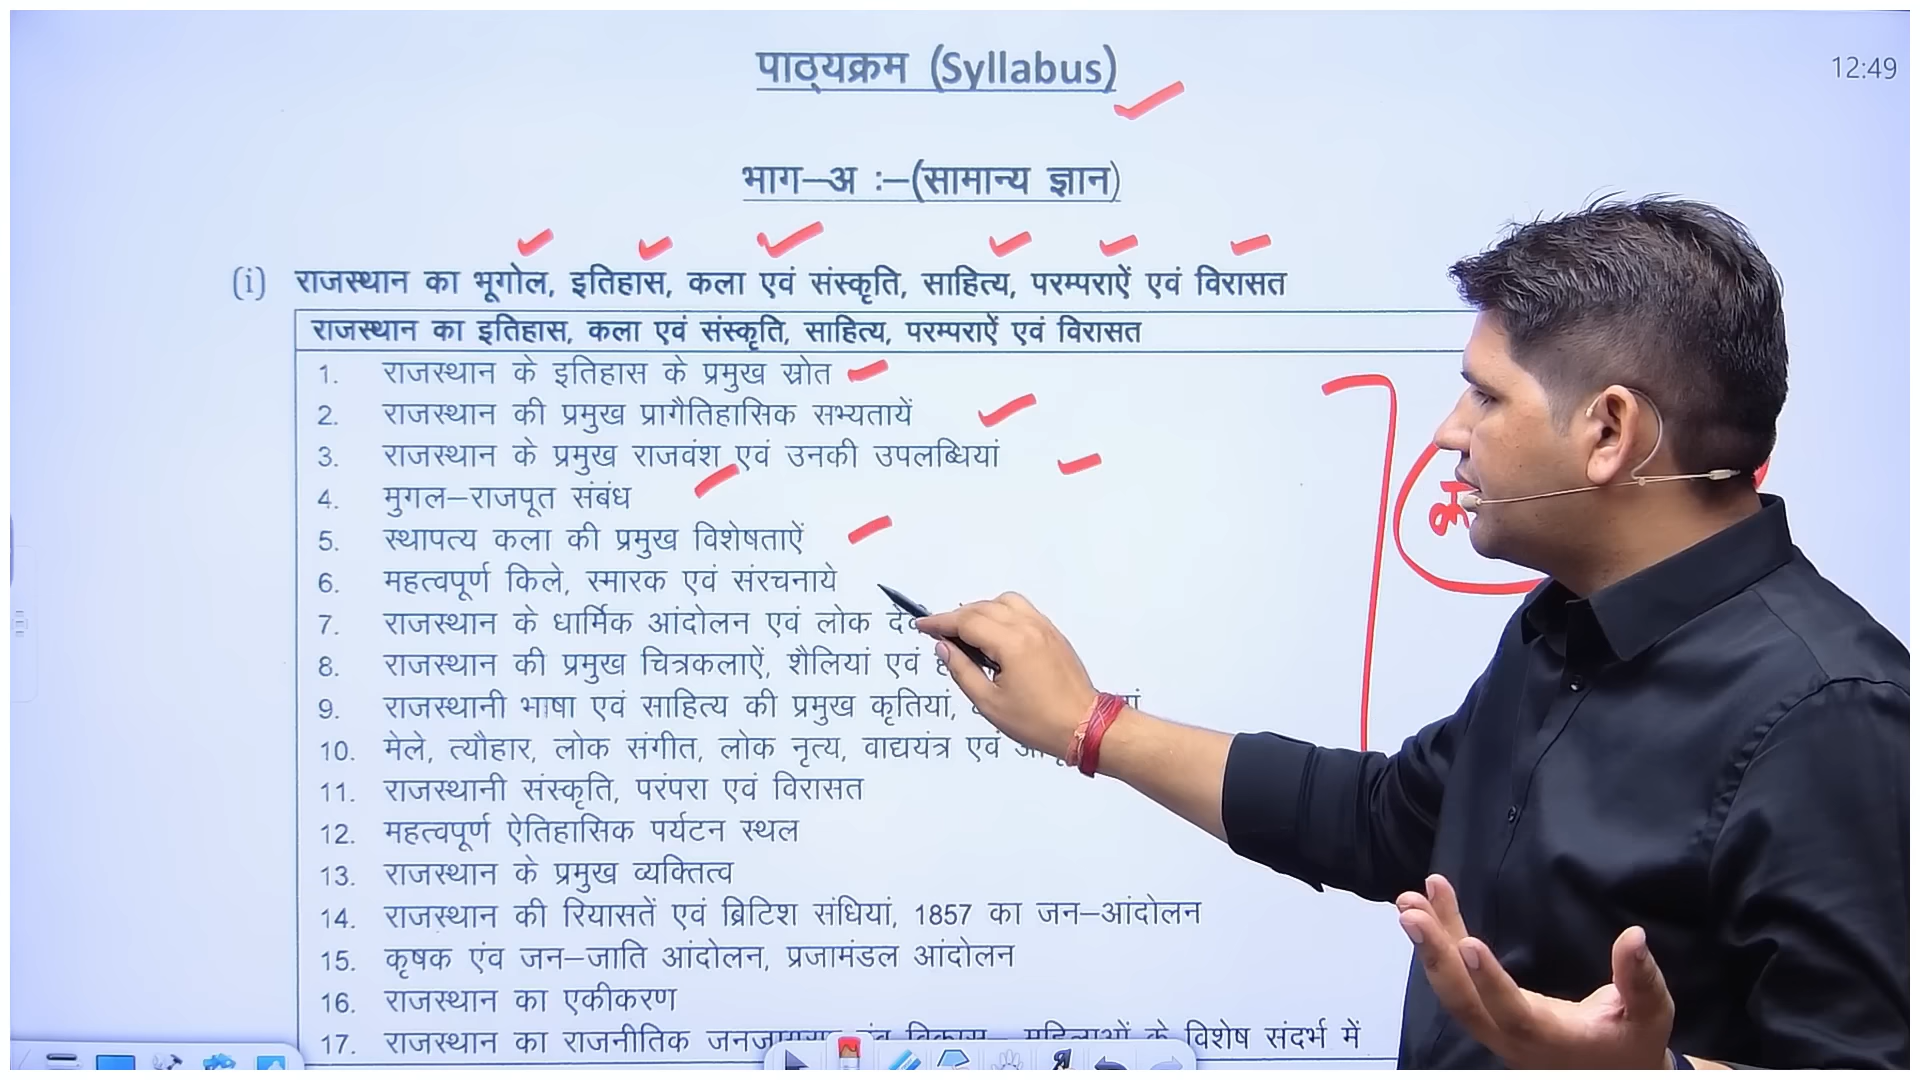 पाठ्यक्रम (Syllabus)
12:49
भाग–अ :–(सामान्य ज्ञान)
(i) राजस्थान का भूगोल, इतिहास, कला एवं संस्कृति, साहित्य, परम्पराऐं एवं विरासत
राजस्थान का इतिहास, कला एवं संस्कृति, साहित्य, परम्पराऐं एवं विरासत
1. राजस्थान के इतिहास के प्रमुख स्रोत
2. राजस्थान की प्रमुख प्रागैतिहासिक सभ्यतायें
3. राजस्थान के प्रमुख राजवंश एवं उनकी उपलब्धियां
4. मुगल–राजपूत संबंध
5. स्थापत्य कला की प्रमुख विशेषताऐं
6. महत्वपूर्ण किले, स्मारक एवं संरचनाये
7. राजस्थान के धार्मिक आंदोलन एवं लोक
8. राजस्थान की प्रमुख चित्रकलाऐं, शैलियां एवं
9. राजस्थानी भाषा एवं साहित्य की प्रमुख कृतियां,
10. मेले, त्यौहार, लोक संगीत, लोक नृत्य, वाद्ययंत्र एवं
11. राजस्थानी संस्कृति, परंपरा एवं विरासत
12. महत्वपूर्ण ऐतिहासिक पर्यटन स्थल
13. राजस्थान के प्रमुख व्यक्तित्व
14. राजस्थान की रियासतें एवं ब्रिटिश संधियां, 1857 का जन–आंदोलन
15. कृषक एंव जन–जाति आंदोलन, प्रजामंडल आंदोलन
16. राजस्थान का एकीकरण
17. राजस्थान का राजनीतिक विकास– महिलाओं के विशेष संदर्भ में